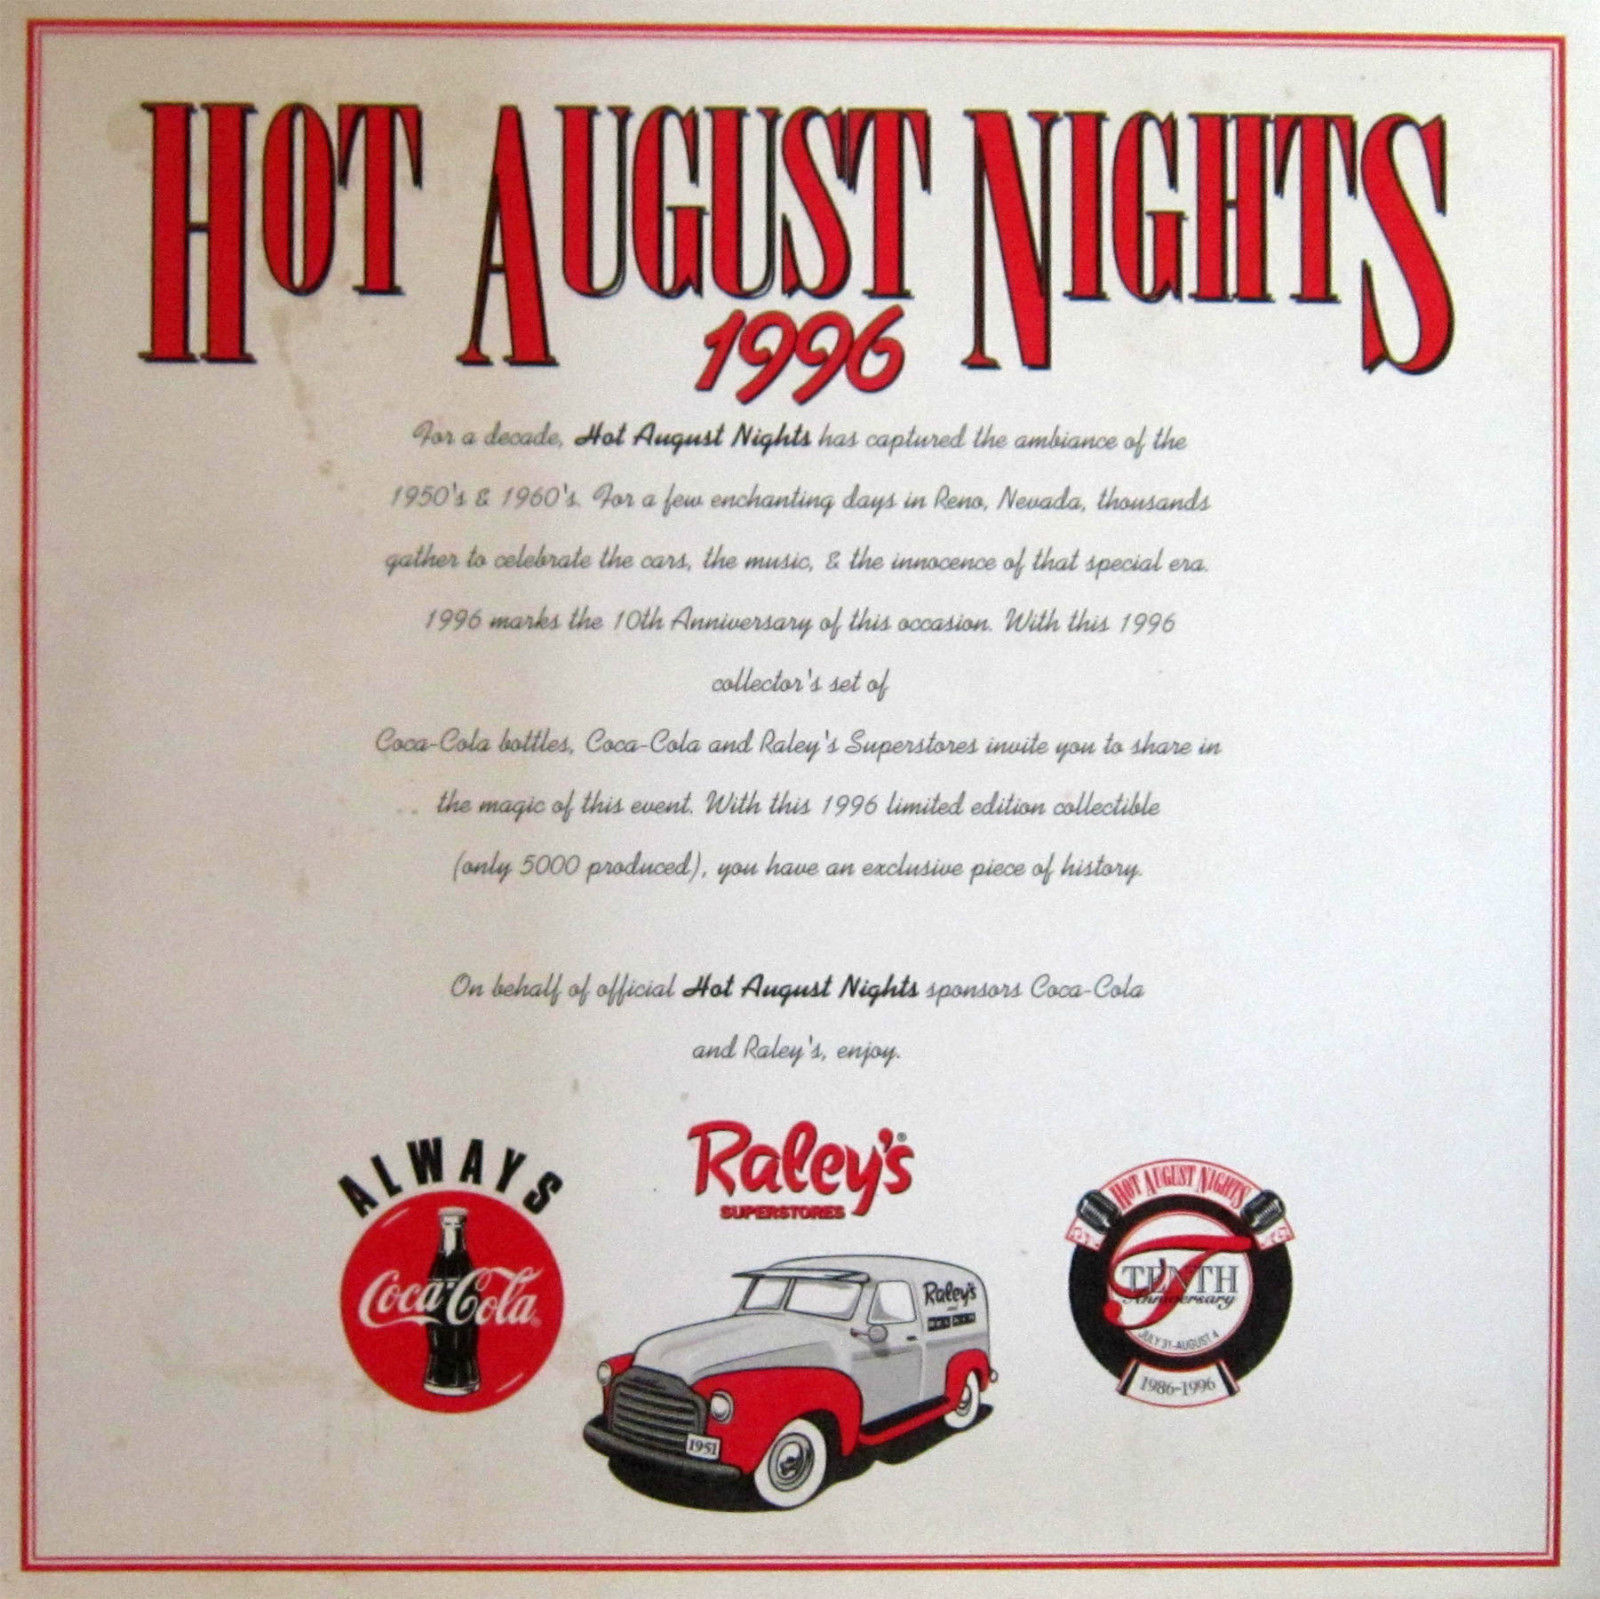 HOT AUGUST NIGHTS
1996
For a decade, Hot August Nights has captured the ambiance of the
1950's & 1960's. For a few enchanting days in Reno, Nevada, thousands
gather to celebrate the cars, the music, & the innocence of that special era.
1996 marks the 10th Anniversary of this occasion. With this 1996
collector's set of
Coca-Cola bottles, Coca-Cola and Raley's Superstores invite you to share in
the magic of this event. With this 1996 limited edition collectible
(only 5000 produced), you have an exclusive piece of history.
On behalf of official Hot August Nights sponsors Coca-Cola
and Raley's, enjoy.
ALWAYS
Coca-Cola
Raley's®
SUPERSTORES
Raley's
1951
HOT AUGUST NIGHTS
TENTH
Anniversary
JULY 31-AUGUST 4
1986-1996